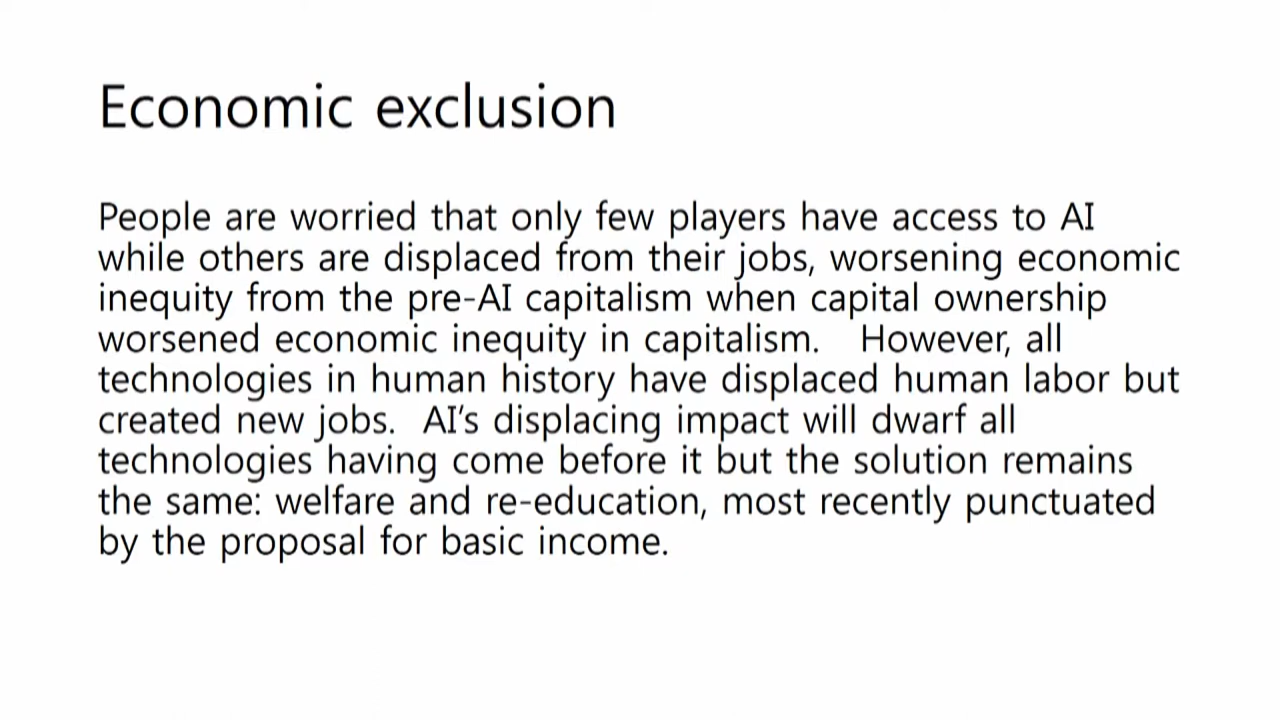 Economic exclusion
People are worried that only few players have access to AI
while others are displaced from their jobs, worsening economic
inequity from the pre-AI capitalism when capital ownership
worsened economic inequity in capitalism.   However, all
technologies in human history have displaced human labor but
created new jobs.  AI’s displacing impact will dwarf all
technologies having come before it but the solution remains
the same: welfare and re-education, most recently punctuated
by the proposal for basic income.